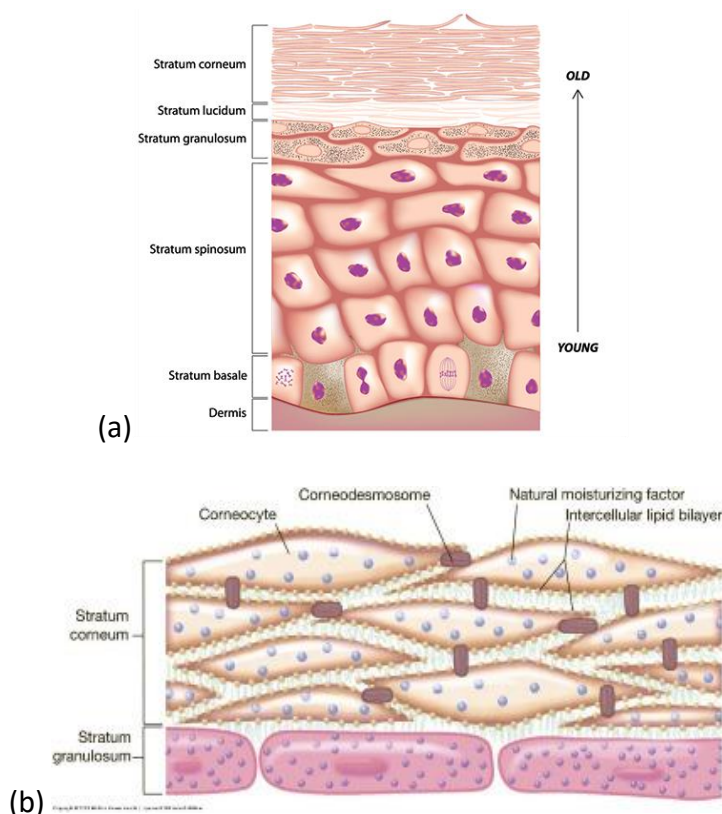 Stratum corneum
OLD
Stratum lucidum
Stratum granulosum
Stratum spinosum
YOUNG
Stratum basale
Dermis
(a)
Corneodesmosome
Natural moisturizing factor
Corneocyte
Intercellular lipid bilayer
Stratum
corneum
Stratum
granulosum
(b)